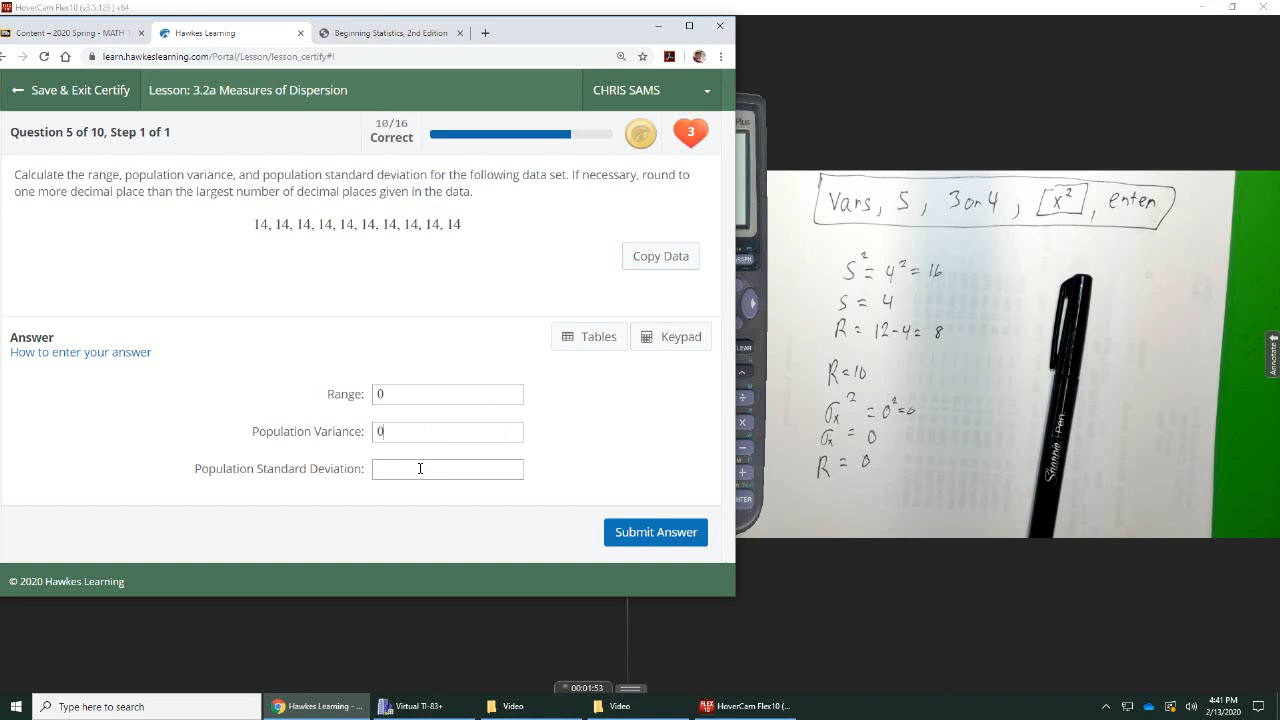 HoverCam Flex10 (v3.5.123) x64
Content – 2020 Spring - MATH 1
Hawkes Learning
Beginning Statistics, 2nd Edition
learn.hawkeslearning.com/Portal/Lesson/lesson_certify#!
Save & Exit Certify
Lesson: 3.2a Measures of Dispersion
CHRIS SAMS
Question 5 of 10, Step 1 of 1
10/16
Correct
3
Calculate the range, population variance, and population standard deviation for the following data set. If necessary, round to
one more decimal place than the largest number of decimal places given in the data.
14, 14, 14, 14, 14, 14, 14, 14, 14, 14
Copy Data
Answer
How to enter your answer
Tables
Keypad
Range: 0
Population Variance: 0
Population Standard Deviation:
Submit Answer
© 2020 Hawkes Learning
Plus
GRAPH
LEAR
ENTER
Vars, 5, 3 or 4, x², enter
S² = 4² = 16
S = 4
R = 12-4 = 8
R = 10
σx² = 0² = 0
σx = 0
R = 0
Sharpie Pen.
Annotate
00:01:53
Type here to search
Hawkes Learning - ...
Virtual TI-83+
Video
Video
HoverCam Flex10 (...
4:41 PM
2/13/2020